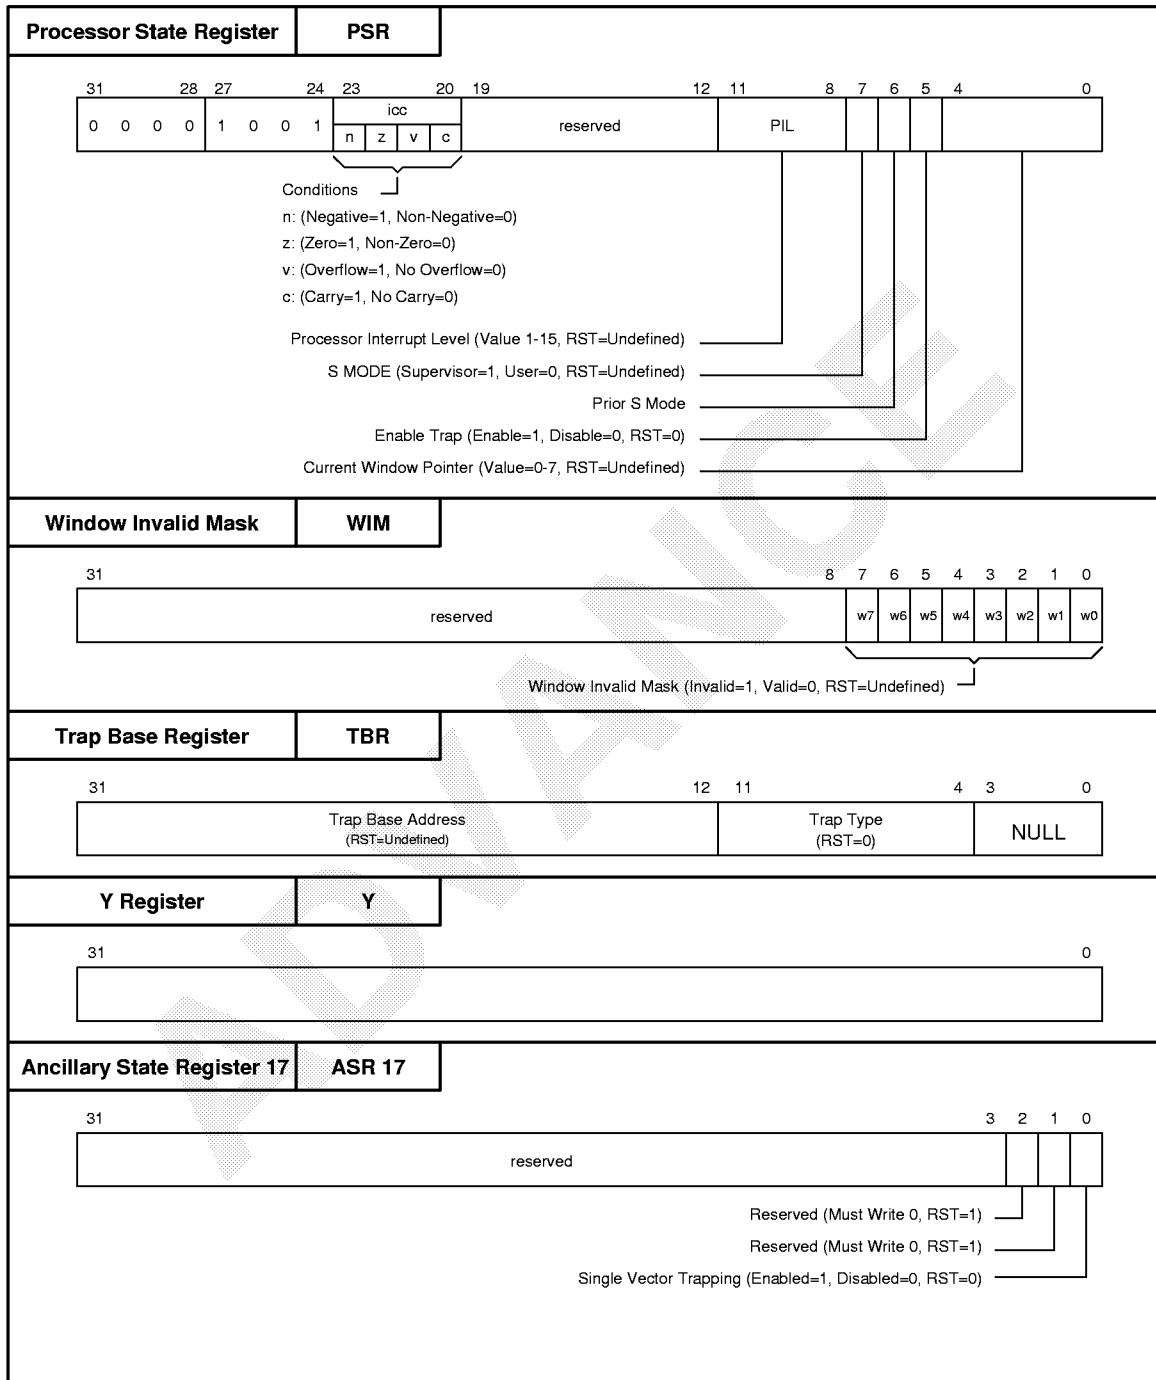 Processor State Register PSR
31 28 27 24 23 20 19 12 11 8 7 6 5 4 0
icc
0 0 0 0 1 0 0 1 reserved PIL
n z v c
Conditions
n: (Negative=1, Non-Negative=0)
z: (Zero=1, Non-Zero=0)
v: (Overflow=1, No Overflow=0)
c: (Carry=1, No Carry=0)
Processor Interrupt Level (Value 1-15, RST=Undefined)
S MODE (Supervisor=1, User=0, RST=Undefined)
Prior S Mode
Enable Trap (Enable=1, Disable=0, RST=0)
Current Window Pointer (Value=0-7, RST=Undefined)
Window Invalid Mask WIM
31 8 7 6 5 4 3 2 1 0
reserved w7 w6 w5 w4 w3 w2 w1 w0
Window Invalid Mask (Invalid=1, Valid=0, RST=Undefined)
Trap Base Register TBR
31 12 11 4 3 0
Trap Base Address Trap Type NULL
(RST=Undefined) (RST=0)
Y Register Y
31 0
Ancillary State Register 17 ASR 17
31 3 2 1 0
reserved
Reserved (Must Write 0, RST=1)
Reserved (Must Write 0, RST=1)
Single Vector Trapping (Enabled=1, Disabled=0, RST=0)
ADVANCE